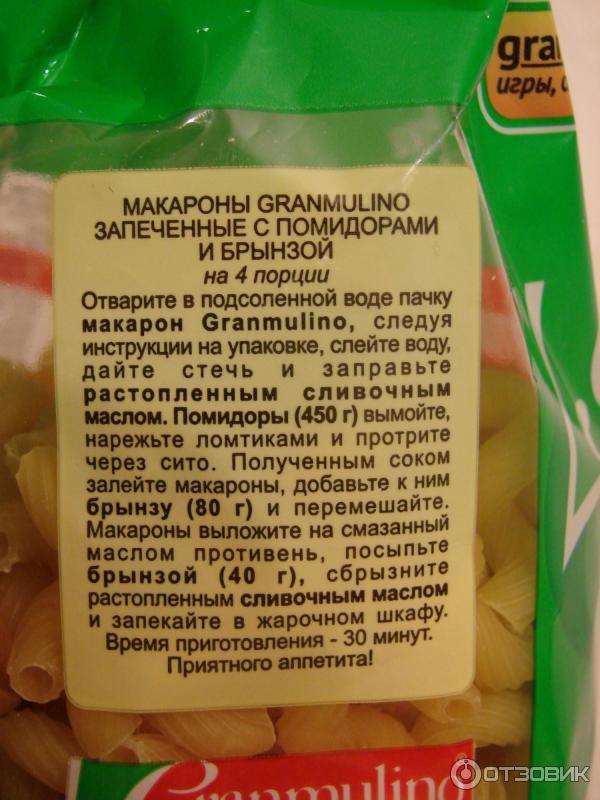 gra
игры,
МАКАРОНЫ GRANMULINO
ЗАПЕЧЕННЫЕ С ПОМИДОРАМИ
И БРЫНЗОЙ
на 4 порции
Отварите в подсоленной воде пачку
макарон Granmulino, следуя
инструкции на упаковке, слейте воду,
дайте стечь и заправьте
растопленным сливочным
маслом. Помидоры (450 г) вымойте,
нарежьте ломтиками и протрите
через сито. Полученным соком
залейте макароны, добавьте к ним
брынзу (80 г) и перемешайте.
Макароны выложите на смазанный
маслом противень, посыпьте
брынзой (40 г), сбрызните
растопленным сливочным маслом
и запекайте в жарочном шкафу.
Время приготовления - 30 минут.
Приятного аппетита!
Granmulino
ОТЗОВИК